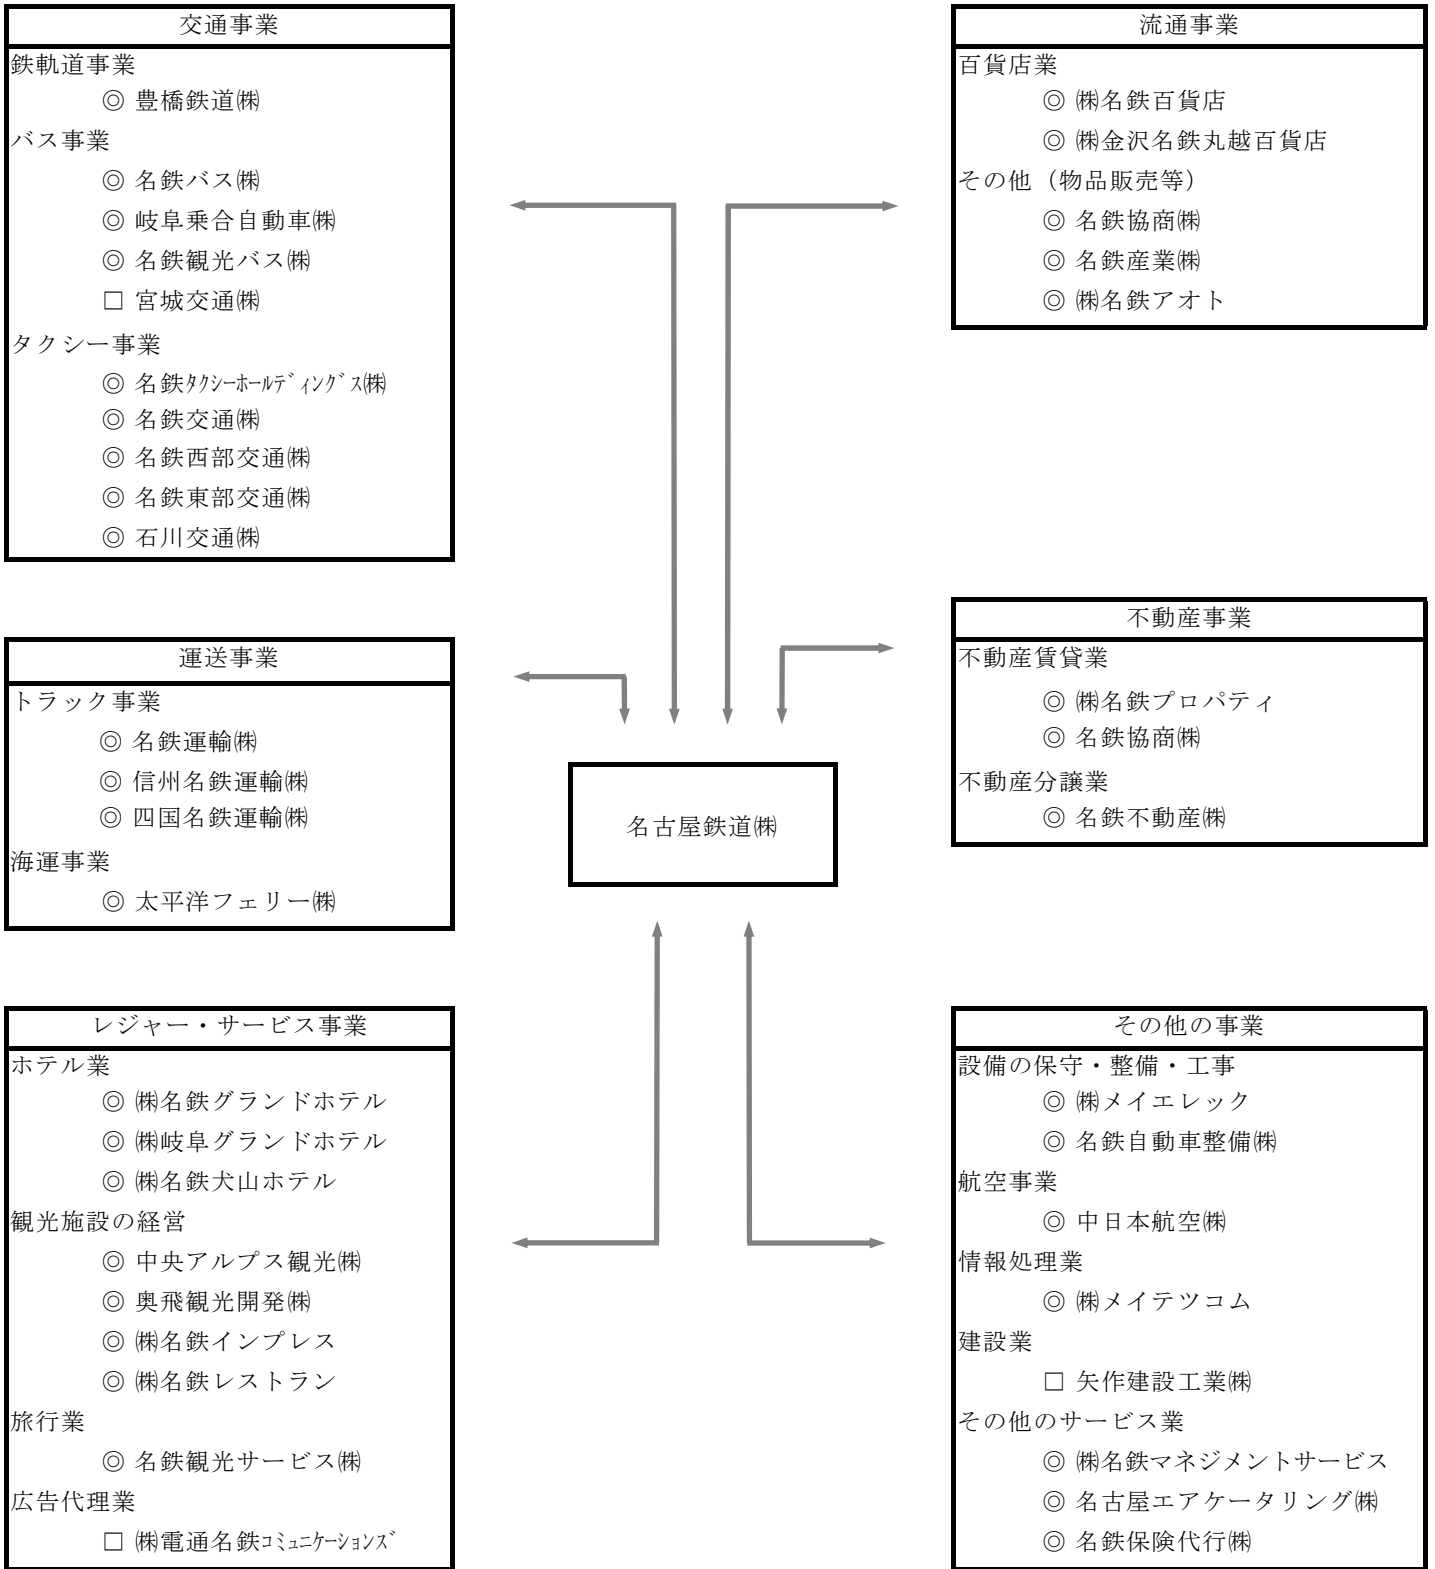 交通事業
鉄軌道事業
◎ 豊橋鉄道㈱
バス事業
◎ 名鉄バス㈱
◎ 岐阜乗合自動車㈱
◎ 名鉄観光バス㈱
□ 宮城交通㈱
タクシー事業
◎ 名鉄ﾀｸｼｰﾎｰﾙﾃﾞｨﾝｸﾞｽ㈱
◎ 名鉄交通㈱
◎ 名鉄西部交通㈱
◎ 名鉄東部交通㈱
◎ 石川交通㈱
流通事業
百貨店業
◎ ㈱名鉄百貨店
◎ ㈱金沢名鉄丸越百貨店
その他（物品販売等）
◎ 名鉄協商㈱
◎ 名鉄産業㈱
◎ ㈱名鉄アオト
運送事業
トラック事業
◎ 名鉄運輸㈱
◎ 信州名鉄運輸㈱
◎ 四国名鉄運輸㈱
海運事業
◎ 太平洋フェリー㈱
名古屋鉄道㈱
不動産事業
不動産賃貸業
◎ ㈱名鉄プロパティ
◎ 名鉄協商㈱
不動産分譲業
◎ 名鉄不動産㈱
レジャー・サービス事業
ホテル業
◎ ㈱名鉄グランドホテル
◎ ㈱岐阜グランドホテル
◎ ㈱名鉄犬山ホテル
観光施設の経営
◎ 中央アルプス観光㈱
◎ 奥飛観光開発㈱
◎ ㈱名鉄インプレス
◎ ㈱名鉄レストラン
旅行業
◎ 名鉄観光サービス㈱
広告代理業
□ ㈱電通名鉄ｺﾐｭﾆｹｰｼｮﾝｽﾞ
その他の事業
設備の保守・整備・工事
◎ ㈱メイエレック
◎ 名鉄自動車整備㈱
航空事業
◎ 中日本航空㈱
情報処理業
◎ ㈱メイテツコム
建設業
□ 矢作建設工業㈱
その他のサービス業
◎ ㈱名鉄マネジメントサービス
◎ 名古屋エアケータリング㈱
◎ 名鉄保険代行㈱